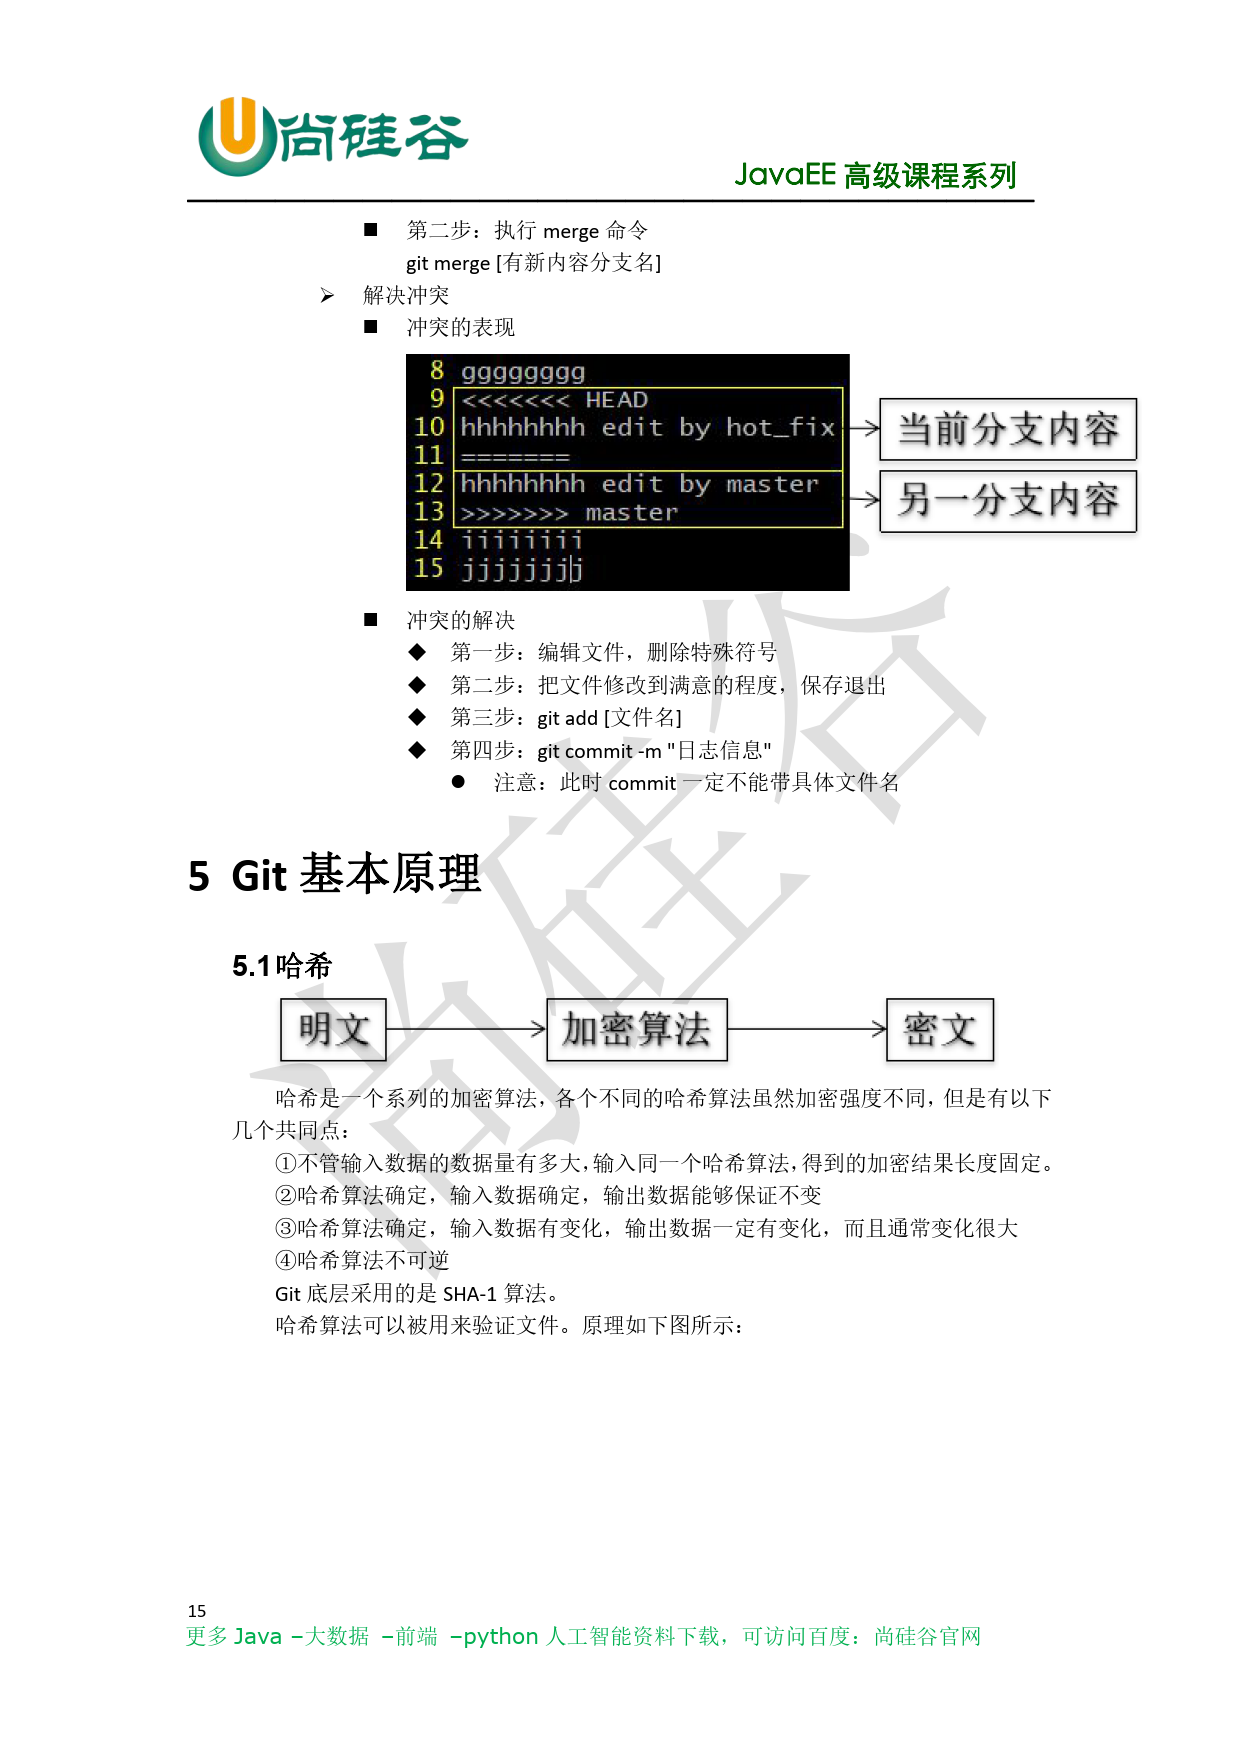 尚硅谷
JavaEE 高级课程系列
■ 第二步：执行 merge 命令
git merge [有新内容分支名]
➢ 解决冲突
■ 冲突的表现
8 gggggggg
9 <<<<<<< HEAD
10 hhhhhhhh edit by hot_fix
当前分支内容
11 =======
12 hhhhhhhh edit by master
另一分支内容
13 >>>>>>> master
14 iiiiiiii
15 jjjjjjjj
■ 冲突的解决
◆ 第一步：编辑文件，删除特殊符号
◆ 第二步：把文件修改到满意的程度，保存退出
◆ 第三步：git add [文件名]
◆ 第四步：git commit -m "日志信息"
● 注意：此时 commit 一定不能带具体文件名
5 Git 基本原理
5.1哈希
明文 加密算法 密文
哈希是一个系列的加密算法，各个不同的哈希算法虽然加密强度不同，但是有以下
几个共同点：
①不管输入数据的数据量有多大，输入同一个哈希算法，得到的加密结果长度固定。
②哈希算法确定，输入数据确定，输出数据能够保证不变
③哈希算法确定，输入数据有变化，输出数据一定有变化，而且通常变化很大
④哈希算法不可逆
Git 底层采用的是 SHA-1 算法。
哈希算法可以被用来验证文件。原理如下图所示：
尚硅谷
15
更多 Java –大数据 –前端 –python 人工智能资料下载，可访问百度：尚硅谷官网